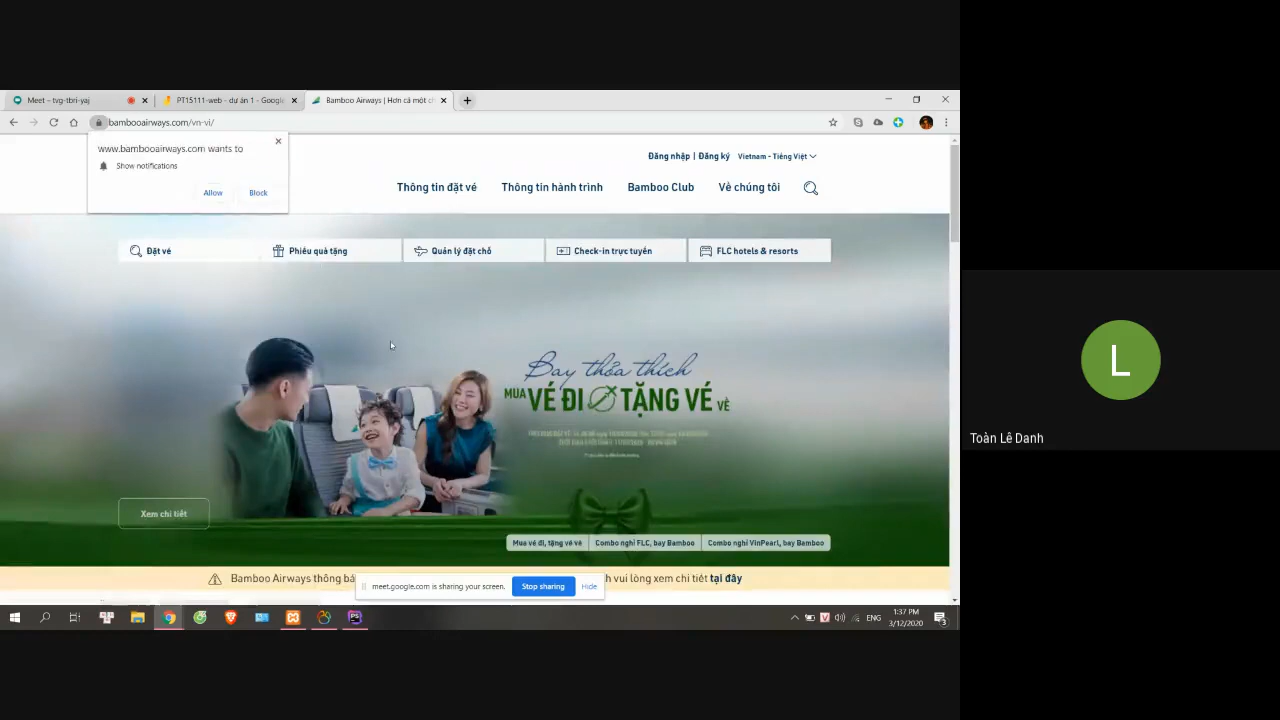 Meet – tvg-tbri-yaj
PT15111-web - dự án 1 - Google
Bamboo Airways | Hơn cả một ch
bambooairways.com/vn-vi/
www.bambooairways.com wants to
Show notifications
Allow
Block
Đăng nhập | Đăng ký
Vietnam - Tiếng Việt
Thông tin đặt vé
Thông tin hành trình
Bamboo Club
Về chúng tôi
Đặt vé
Phiếu quà tặng
Quản lý đặt chỗ
Check-in trực tuyến
FLC hotels & resorts
Bay thỏa thích
MUA VÉ ĐI TẶNG VÉ VỀ
Xem chi tiết
Mua vé đi, tặng vé về
Combo nghỉ FLC, bay Bamboo
Combo nghỉ VinPearl, bay Bamboo
Bamboo Airways thông bá
h vui lòng xem chi tiết tại đây
meet.google.com is sharing your screen.
Stop sharing
Hide
ENG
1:37 PM
3/12/2020
L
Toàn Lê Danh